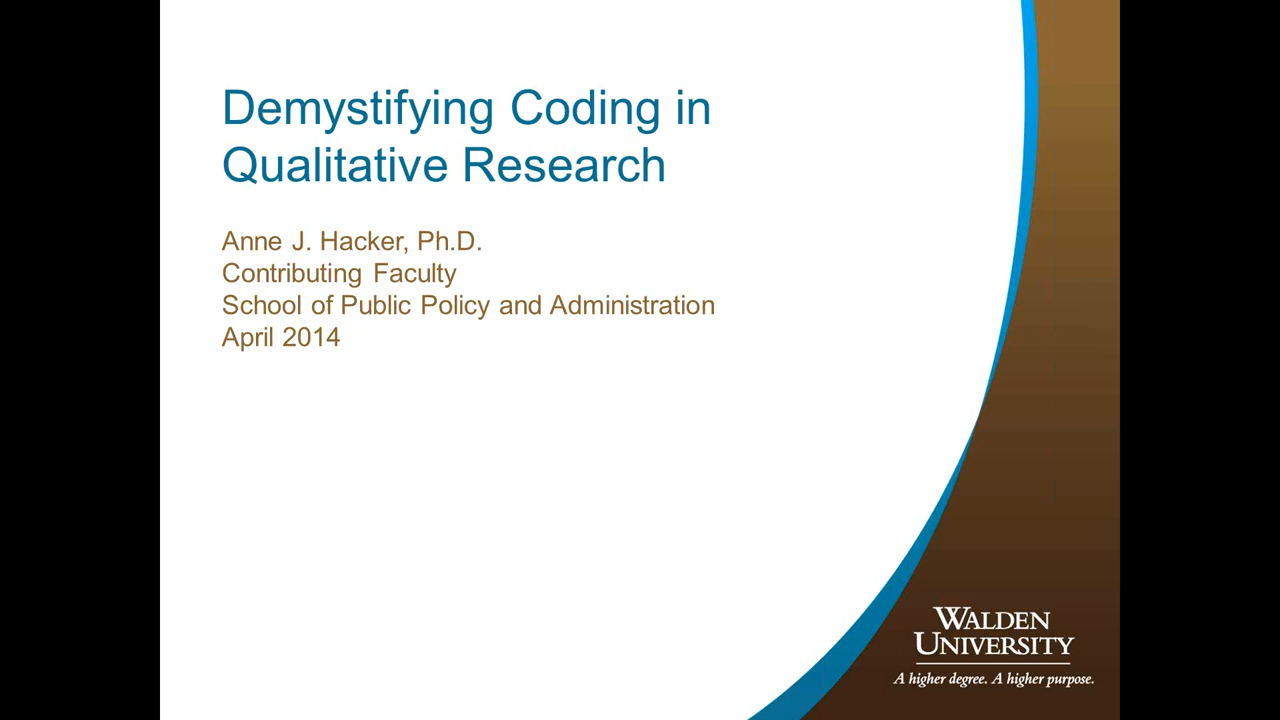 Demystifying Coding in
Qualitative Research
Anne J. Hacker, Ph.D.
Contributing Faculty
School of Public Policy and Administration
April 2014
WALDEN
UNIVERSITY
A higher degree. A higher purpose.